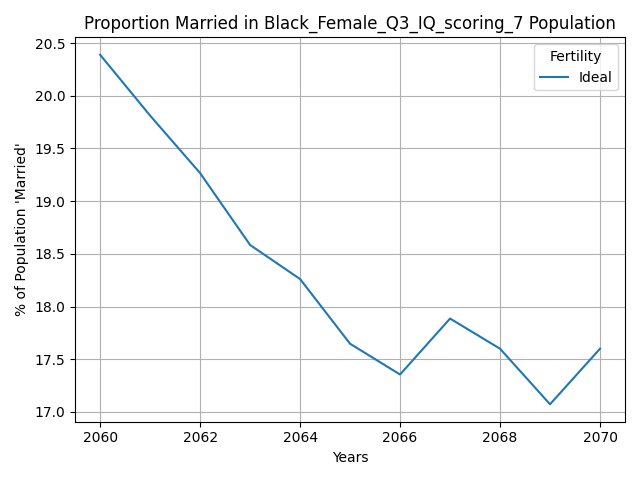 Proportion Married in Black_Female_Q3_IQ_scoring_7 Population
20.5
20.0
19.5
19.0
18.5
18.0
17.5
17.0
% of Population 'Married'
Fertility
Ideal
2060
2062
2064
2066
2068
2070
Years